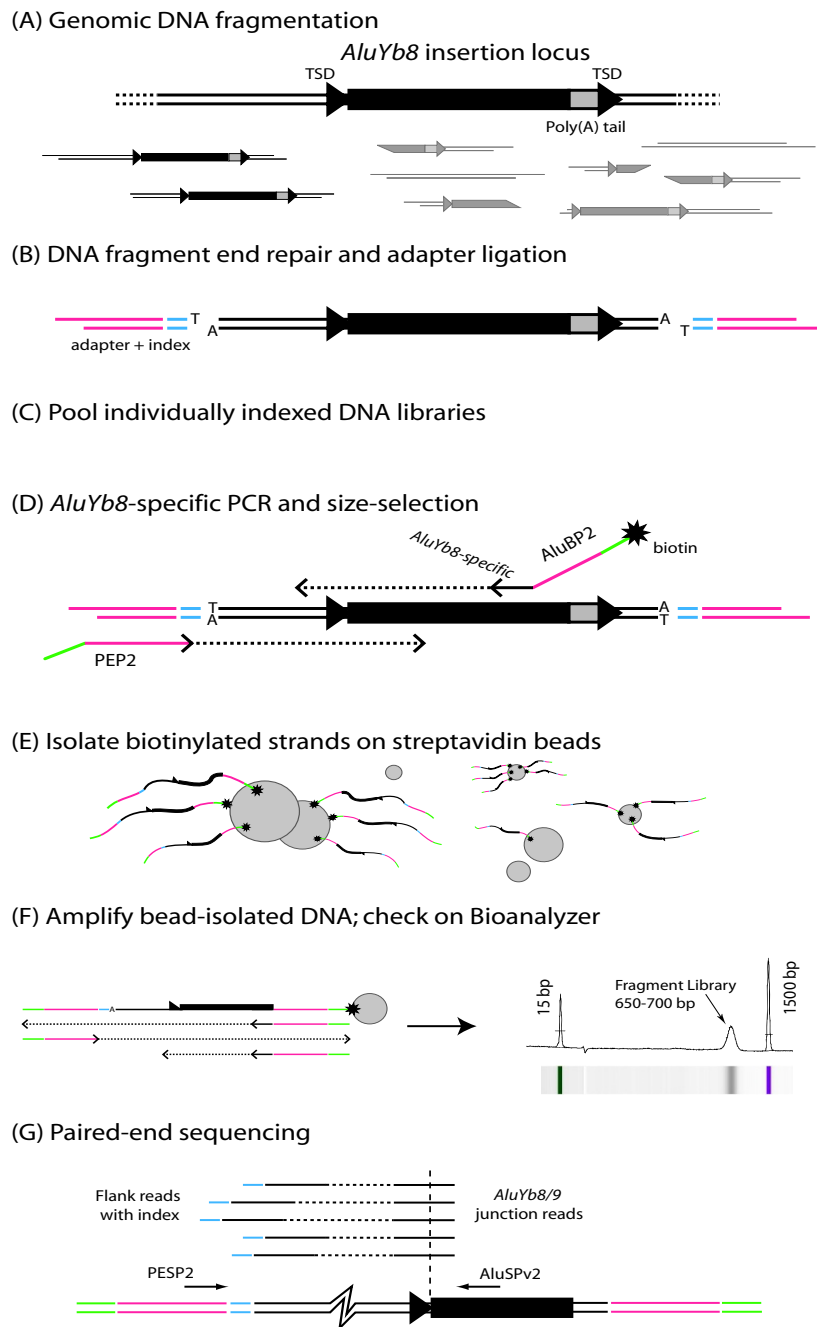 (A) Genomic DNA fragmentation
AluYb8 insertion locus
TSD
TSD
Poly(A) tail
(B) DNA fragment end repair and adapter ligation
T
A
A
T
adapter + index
(C) Pool individually indexed DNA libraries
(D) AluYb8-specific PCR and size-selection
AluYb8-specific
AluBP2
biotin
T
A
A
T
PEP2
(E) Isolate biotinylated strands on streptavidin beads
(F) Amplify bead-isolated DNA; check on Bioanalyzer
A
15 bp
Fragment Library
650-700 bp
1500 bp
(G) Paired-end sequencing
Flank reads
with index
AluYb8/9
junction reads
PESP2
AluSPv2